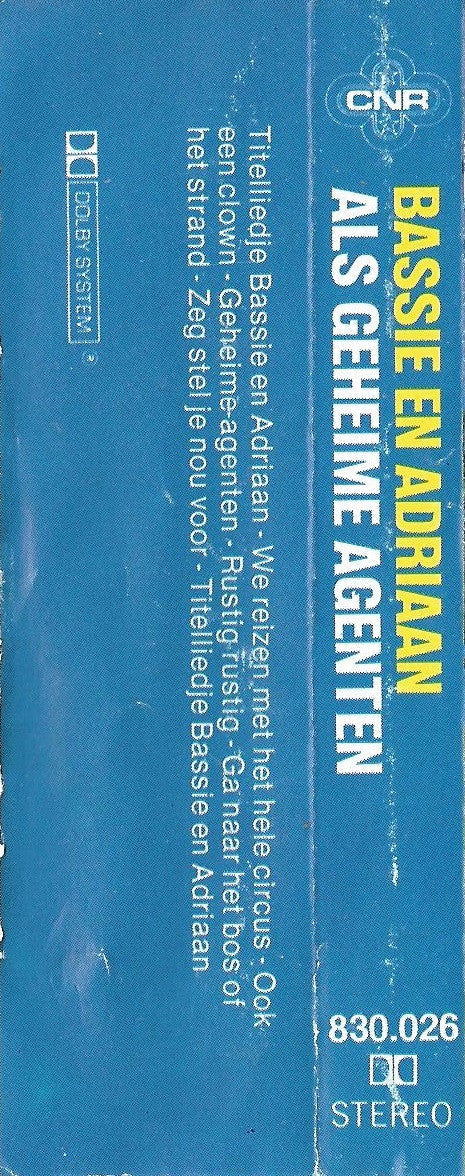 CNR
BASSIE EN ADRIAAN
ALS GEHEIME AGENTEN
830.026
STEREO
Titelliedje Bassie en Adriaan - We reizen met het hele circus - Ook
een clown - Geheime-agenten - Rustig rustig - Ga naar het bos of
het strand - Zeg stel je nou voor - Titelliedje Bassie en Adriaan
DOLBY SYSTEM ®